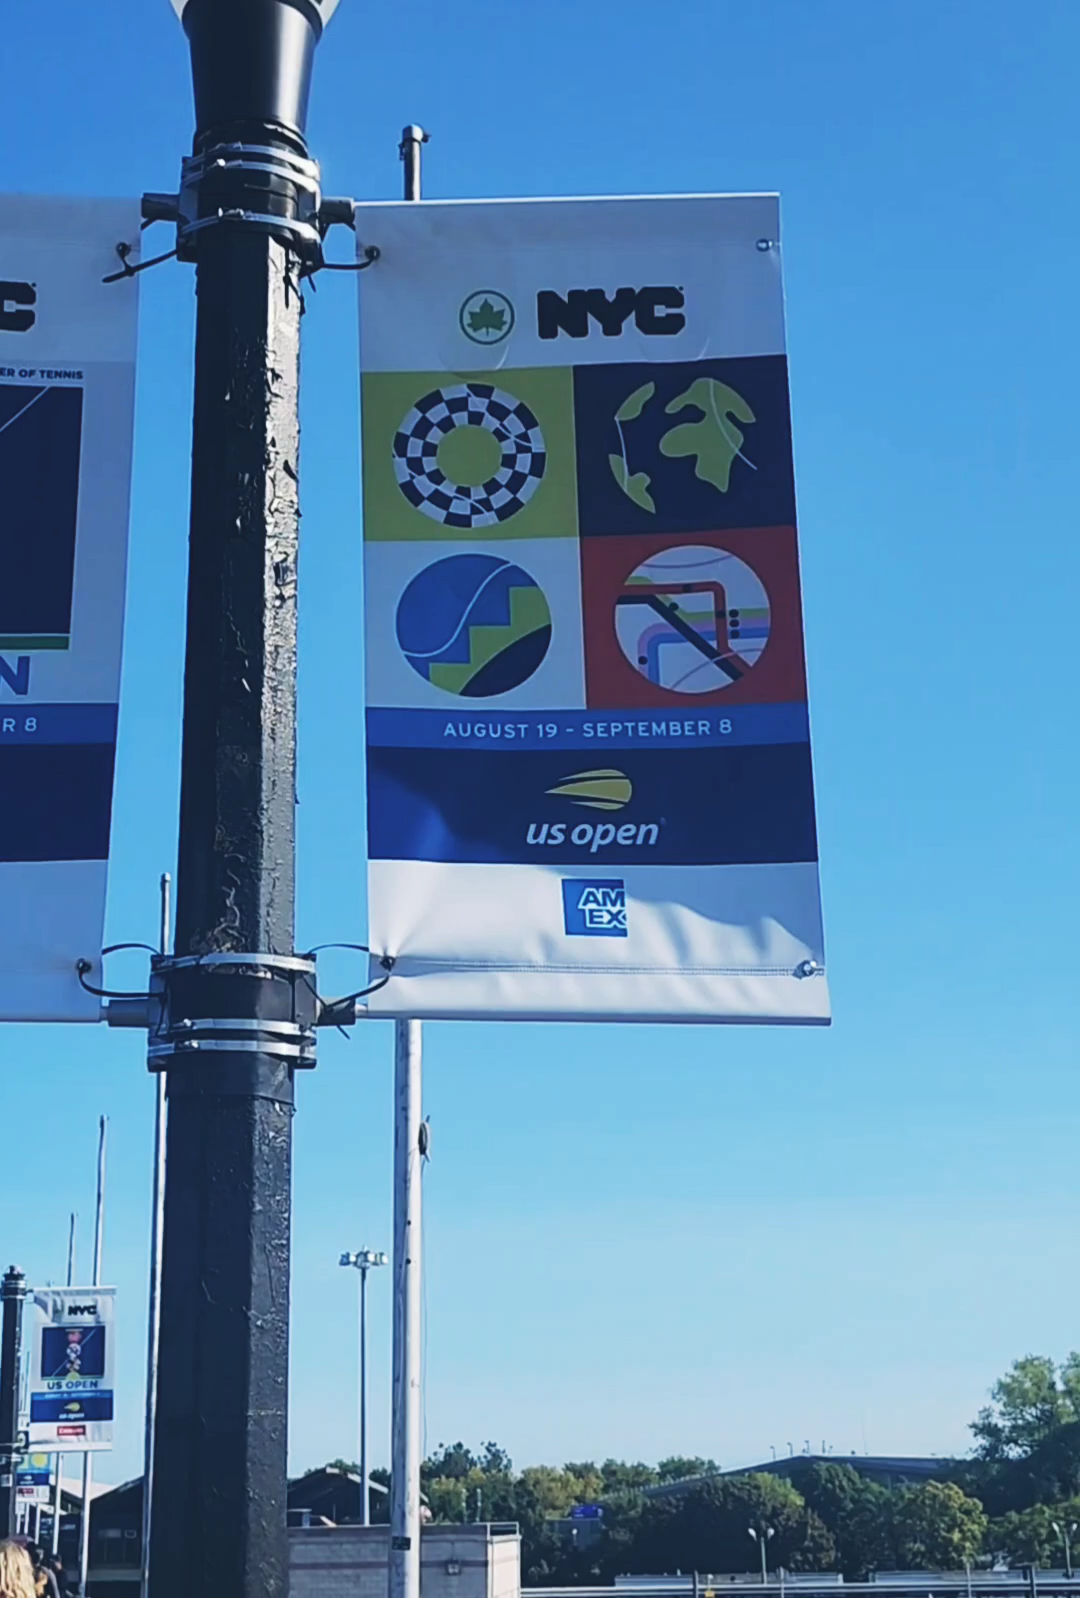 NYC
AUGUST 19 - SEPTEMBER 8
us open
AM
EX
C
ER OF TENNIS
N
R 8
NYC
US OPEN
us open